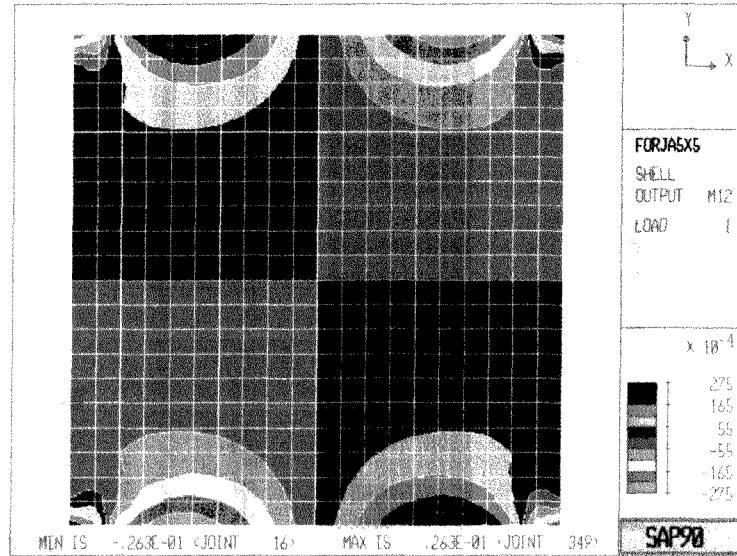 Y
X
FORJA5X5
SHELL
OUTPUT M12
LOAD 1
X 10-4
275
165
55
-55
-165
-275
SAP90
MIN IS -.263E-01 <JOINT 16> MAX IS .263E-01 <JOINT 349>